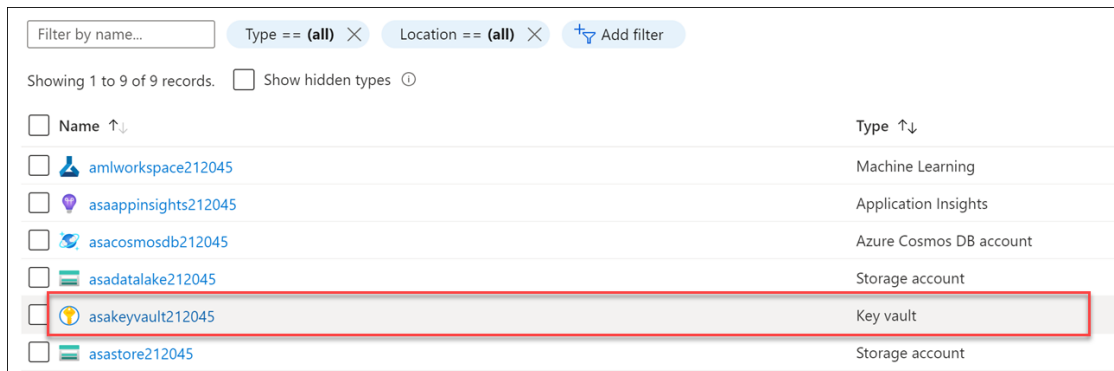 Filter by name... Type == (all) Location == (all) Add filter
Showing 1 to 9 of 9 records. Show hidden types
Name ↑↓ Type ↑↓
amlworkspace212045 Machine Learning
asaappinsights212045 Application Insights
asacosmosdb212045 Azure Cosmos DB account
asadatalake212045 Storage account
asakeyvault212045 Key vault
asastore212045 Storage account